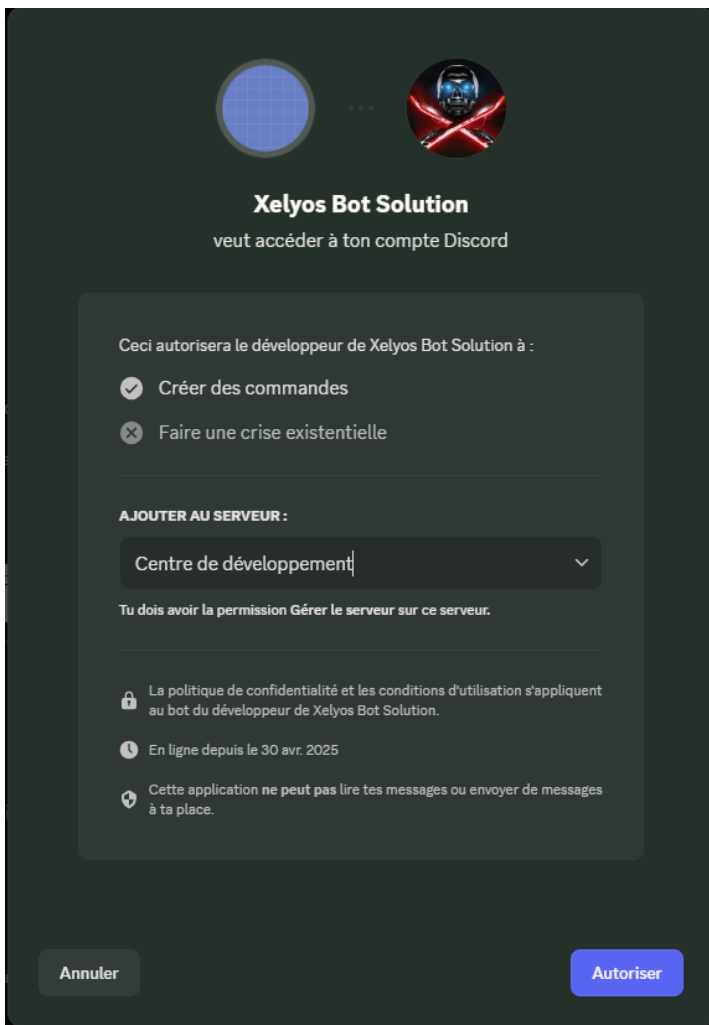 Xelyos Bot Solution
veut accéder à ton compte Discord
Ceci autorisera le développeur de Xelyos Bot Solution à :
Créer des commandes
Faire une crise existentielle
AJOUTER AU SERVEUR :
Centre de développement
Tu dois avoir la permission Gérer le serveur sur ce serveur.
La politique de confidentialité et les conditions d'utilisation s'appliquent
au bot du développeur de Xelyos Bot Solution.
En ligne depuis le 30 avr. 2025
Cette application ne peut pas lire tes messages ou envoyer de messages
à ta place.
Annuler
Autoriser